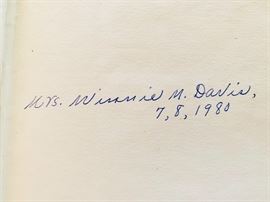 Mrs. Winnie M. Davis,
7, 8, 1980